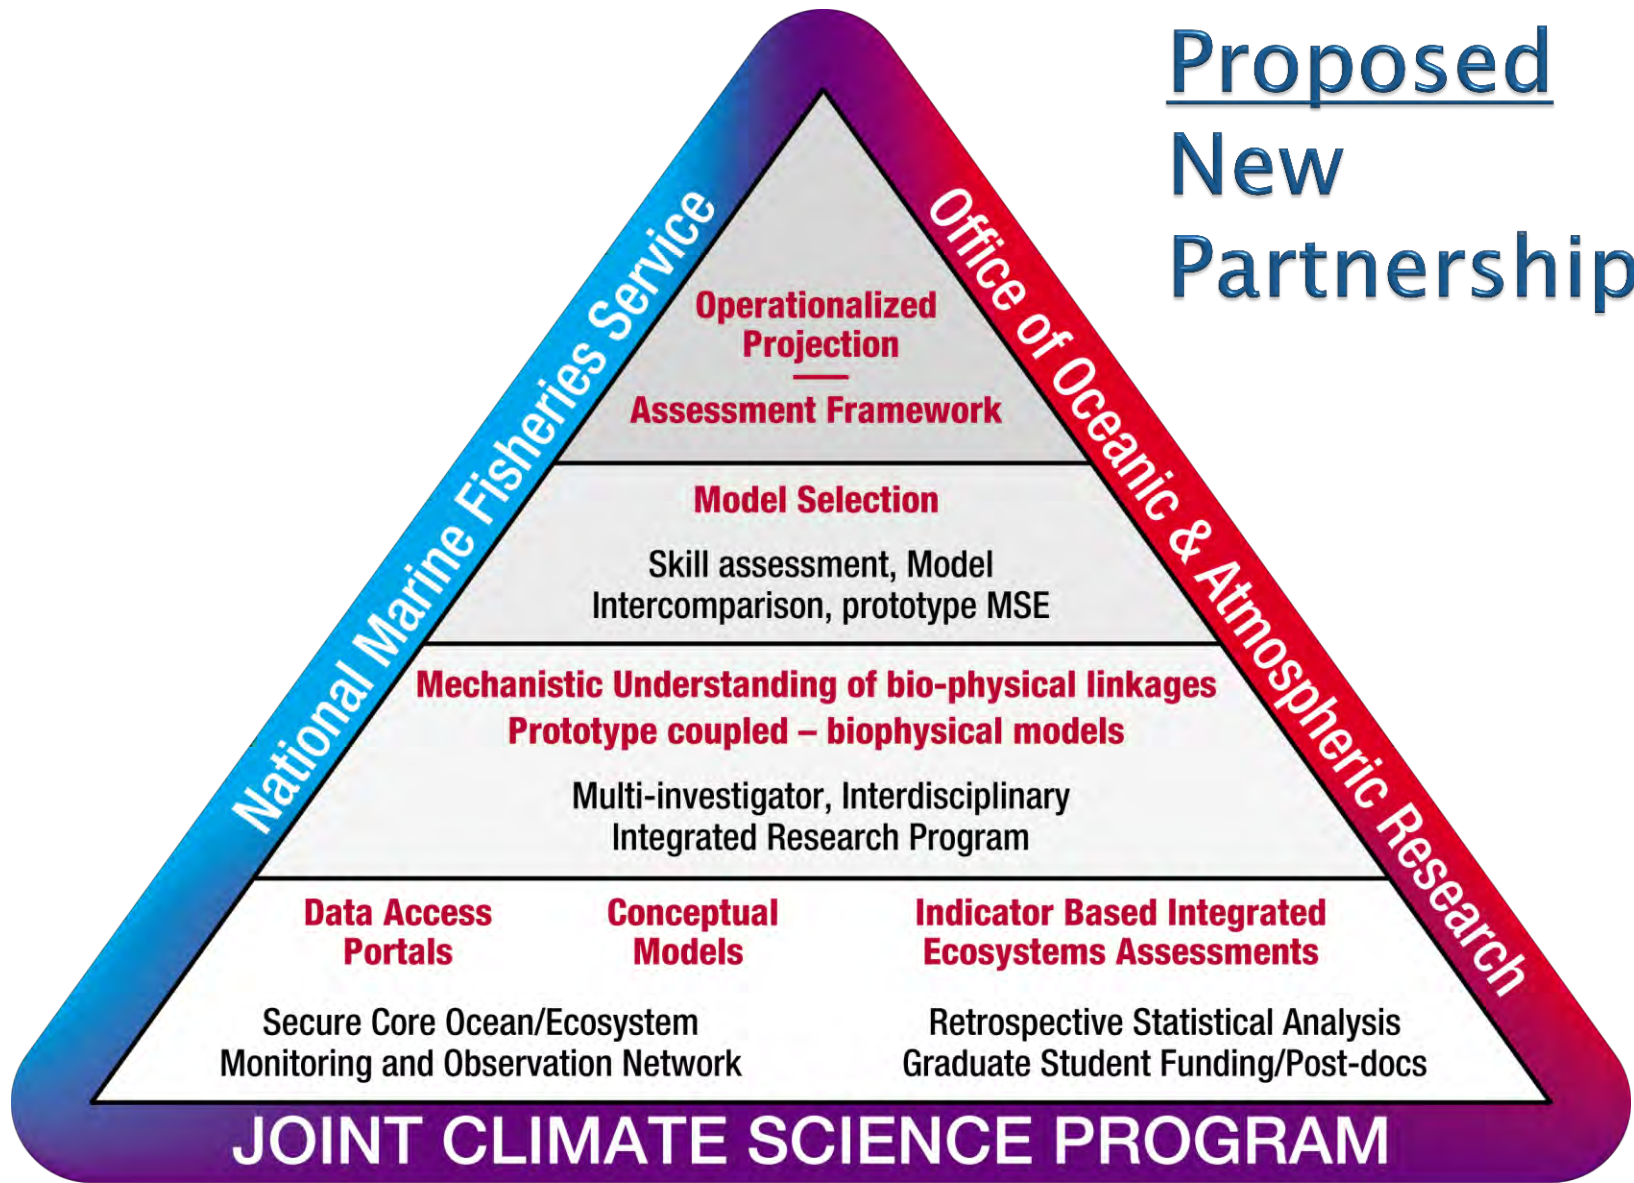 Proposed
New
Partnership
National Marine Fisheries Service
Office of Oceanic & Atmospheric Research
Operationalized
Projection
Assessment Framework
Model Selection
Skill assessment, Model
Intercomparison, prototype MSE
Mechanistic Understanding of bio-physical linkages
Prototype coupled – biophysical models
Multi-investigator, Interdisciplinary
Integrated Research Program
Data Access
Portals
Conceptual
Models
Indicator Based Integrated
Ecosystems Assessments
Secure Core Ocean/Ecosystem
Monitoring and Observation Network
Retrospective Statistical Analysis
Graduate Student Funding/Post-docs
JOINT CLIMATE SCIENCE PROGRAM